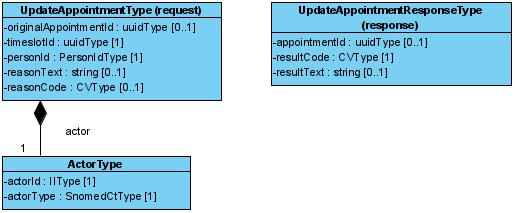 UpdateAppointmentType (request)
-originalAppointmentId : uuidType [0..1]
-timeslotId : uuidType [1]
-personId : PersonIdType [1]
-reasonText : string [0..1]
-reasonCode : CVType [0..1]
UpdateAppointmentResponseType
(response)
-appointmentId : uuidType [0..1]
-resultCode : CVType [1]
-resultText : string [0..1]
actor
1
ActorType
-actorId : IIType [1]
-actorType : SnomedCtType [1]